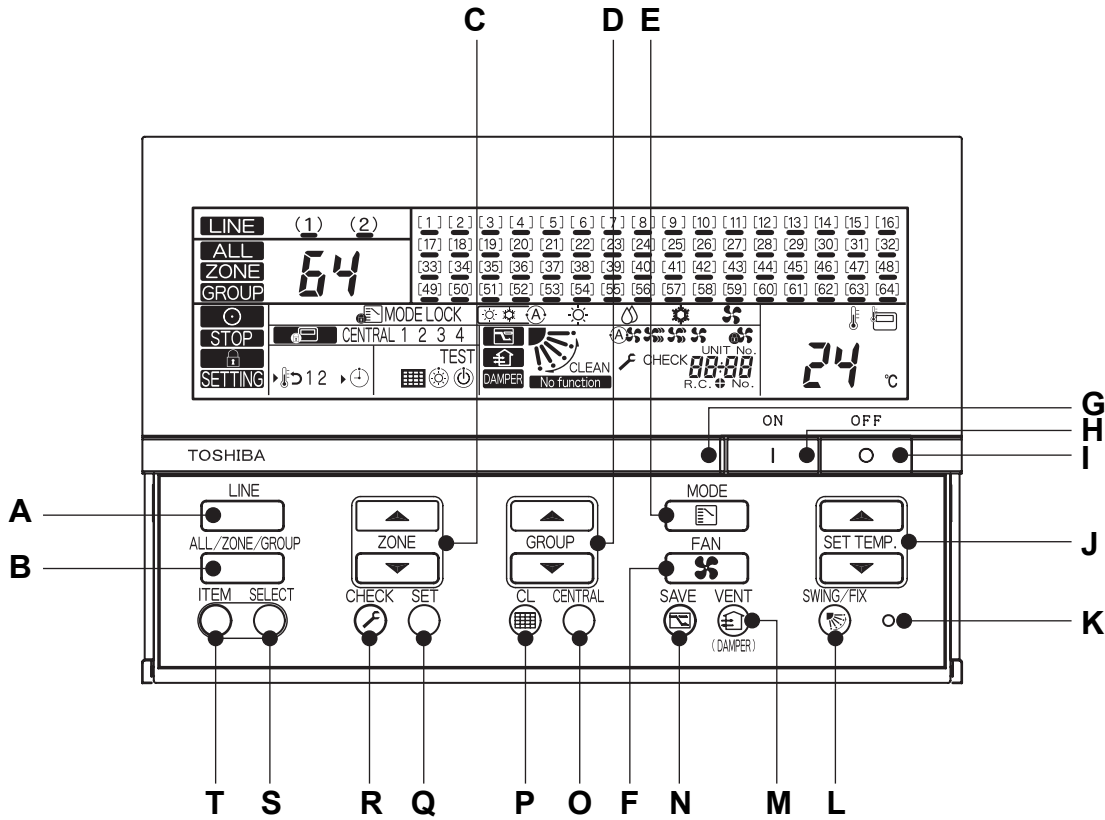 C D E
LINE (1) (2)
[1] [2] [3] [4] [5] [6] [7] [8] [9] [10] [11] [12] [13] [14] [15] [16]
ALL
[17] [18] [19] [20] [21] [22] [23] [24] [25] [26] [27] [28] [29] [30] [31] [32]
64
ZONE
[33] [34] [35] [36] [37] [38] [39] [40] [41] [42] [43] [44] [45] [46] [47] [48]
GROUP
[49] [50] [51] [52] [53] [54] [55] [56] [57] [58] [59] [60] [61] [62] [63] [64]
MODE LOCK A
STOP CENTRAL 1 2 3 4 A
TEST CLEAN CHECK UNIT No.
88:88
24 °C
SETTING 1 2 DAMPER No function R.C. No.
ON OFF
G
H
I
TOSHIBA I O
LINE MODE
A
ALL/ZONE/GROUP ZONE GROUP FAN SET TEMP. J
B
ITEM SELECT CHECK SET CL CENTRAL SAVE VENT SWING/FIX
K
(DAMPER)
T S R Q P O F N M L